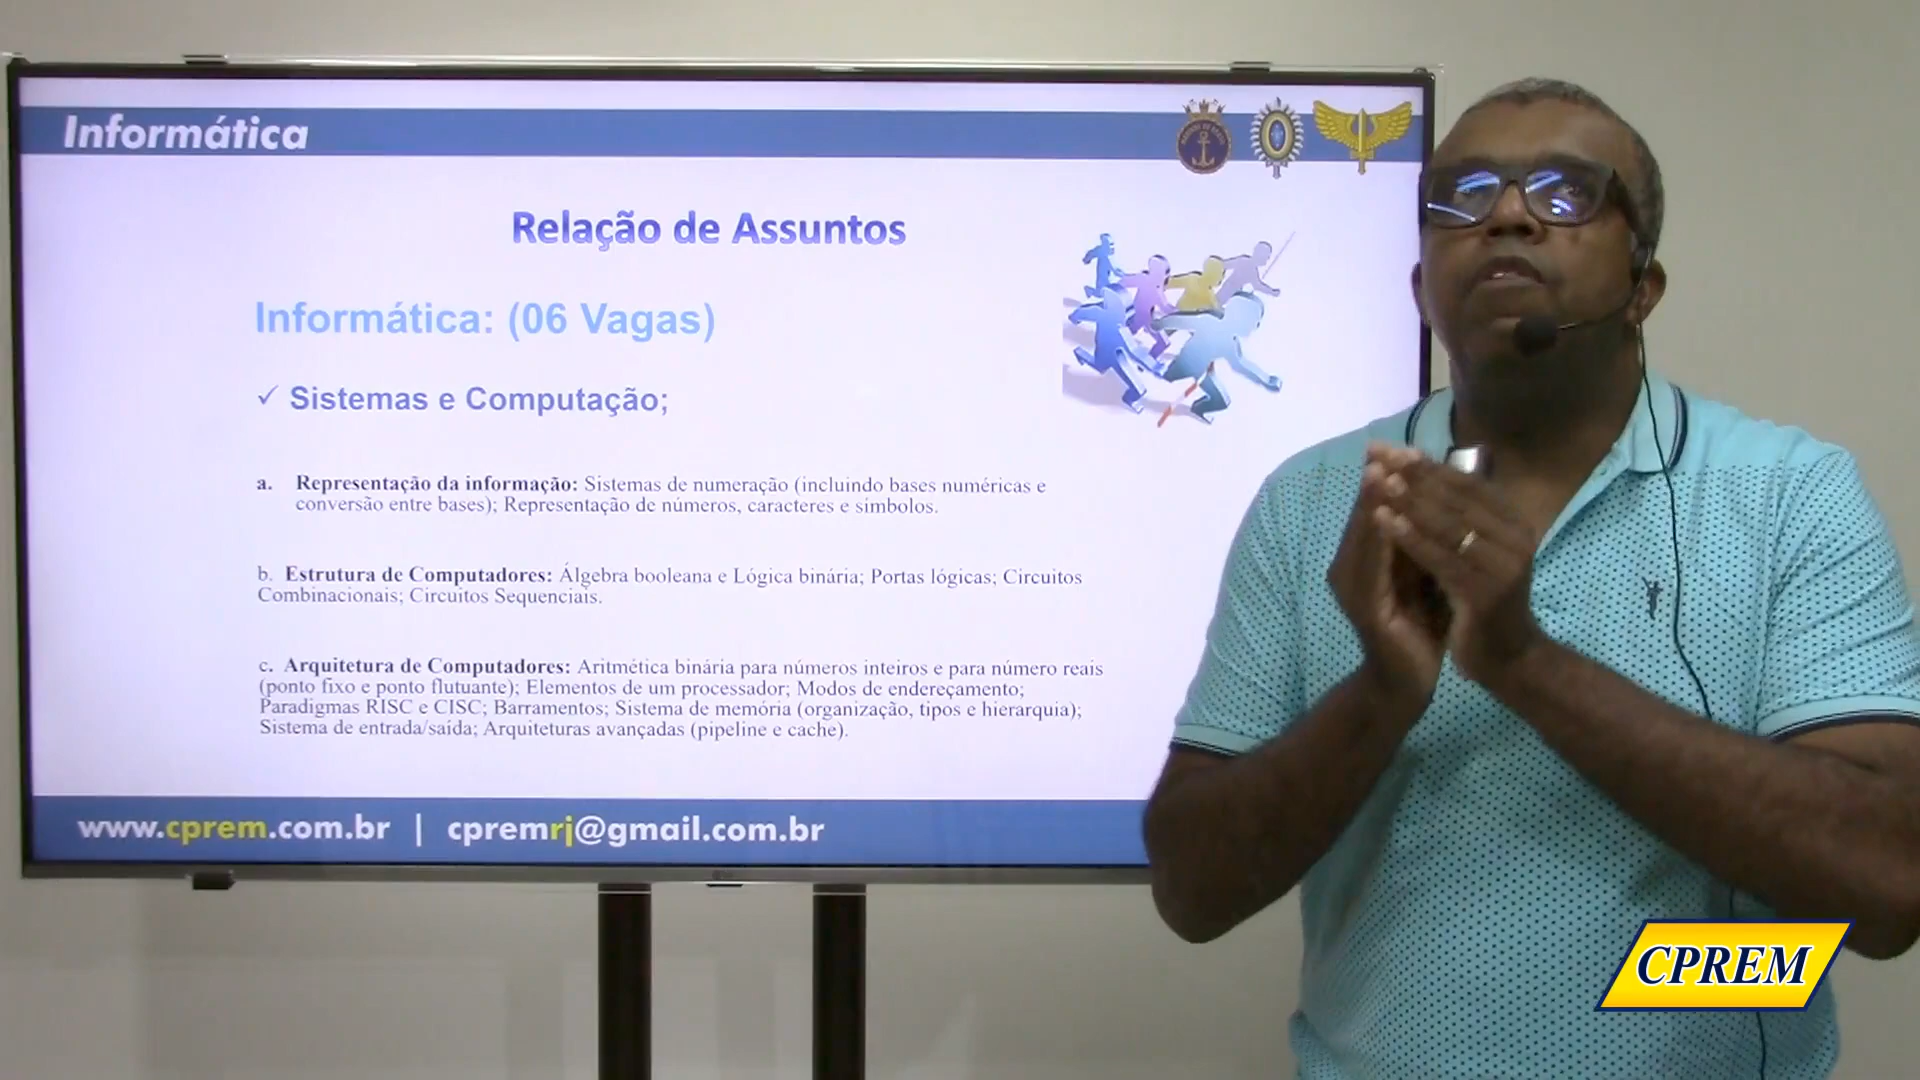 Informática
Relação de Assuntos
Informática: (06 Vagas)
✓ Sistemas e Computação;
a. Representação da informação: Sistemas de numeração (incluindo bases numéricas e
conversão entre bases); Representação de números, caracteres e símbolos.
b. Estrutura de Computadores: Álgebra booleana e Lógica binária; Portas lógicas; Circuitos
Combinacionais; Circuitos Sequenciais.
c. Arquitetura de Computadores: Aritmética binária para números inteiros e para número reais
(ponto fixo e ponto flutuante); Elementos de um processador; Modos de endereçamento;
Paradigmas RISC e CISC; Barramentos; Sistema de memória (organização, tipos e hierarquia);
Sistema de entrada/saída; Arquiteturas avançadas (pipeline e cache).
www.cprem.com.br | cpremrj@gmail.com.br
CPREM